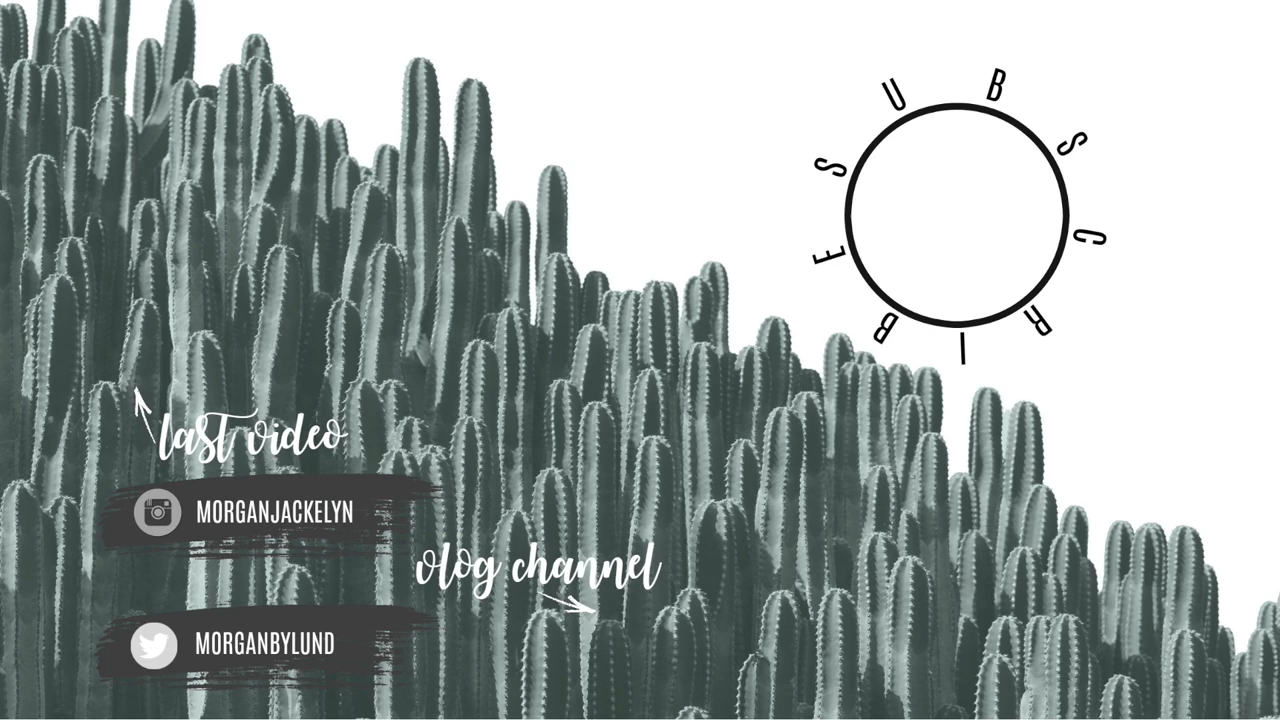 SUBSCRIBE
last video
MORGANJACKELYN
vlog channel
MORGANBYLUND